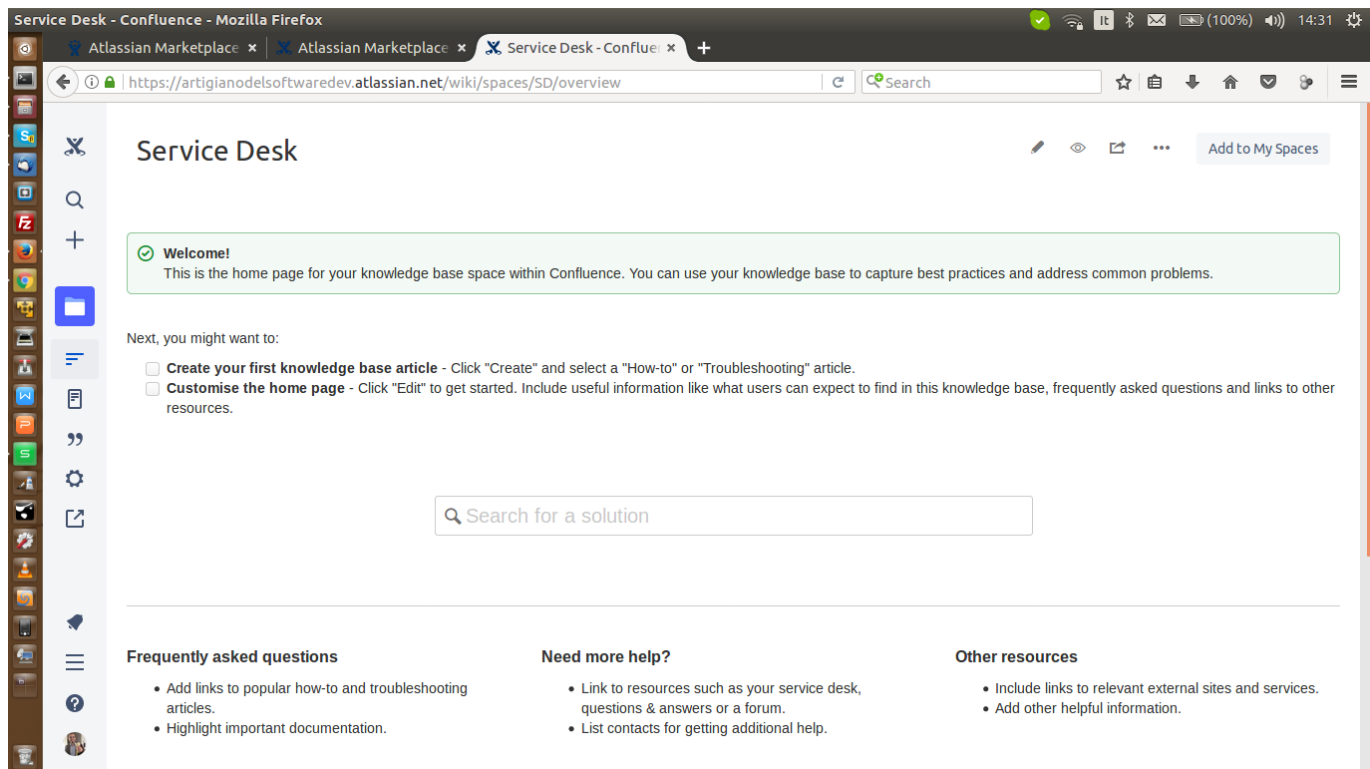 Service Desk - Confluence - Mozilla Firefox
It
(100%)
14:31
Atlassian Marketplace
Atlassian Marketplace
Service Desk - Confluen
https://artigianodelsoftwaredev.atlassian.net/wiki/spaces/SD/overview
Search
Service Desk
Add to My Spaces
Welcome!
This is the home page for your knowledge base space within Confluence. You can use your knowledge base to capture best practices and address common problems.
Next, you might want to:
Create your first knowledge base article - Click "Create" and select a "How-to" or "Troubleshooting" article.
Customise the home page - Click "Edit" to get started. Include useful information like what users can expect to find in this knowledge base, frequently asked questions and links to other
resources.
Search for a solution
Frequently asked questions
• Add links to popular how-to and troubleshooting
articles.
• Highlight important documentation.
Need more help?
• Link to resources such as your service desk,
questions & answers or a forum.
• List contacts for getting additional help.
Other resources
• Include links to relevant external sites and services.
• Add other helpful information.